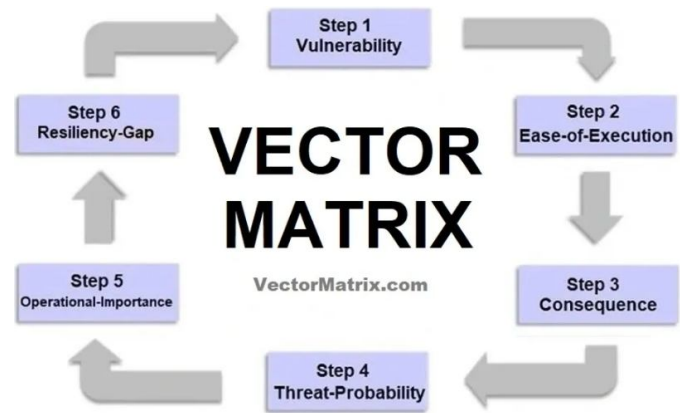 Step 1
Vulnerability
Step 2
Ease-of-Execution
Step 3
Consequence
Step 4
Threat-Probability
Step 5
Operational-Importance
Step 6
Resiliency-Gap
VECTOR
MATRIX
VectorMatrix.com